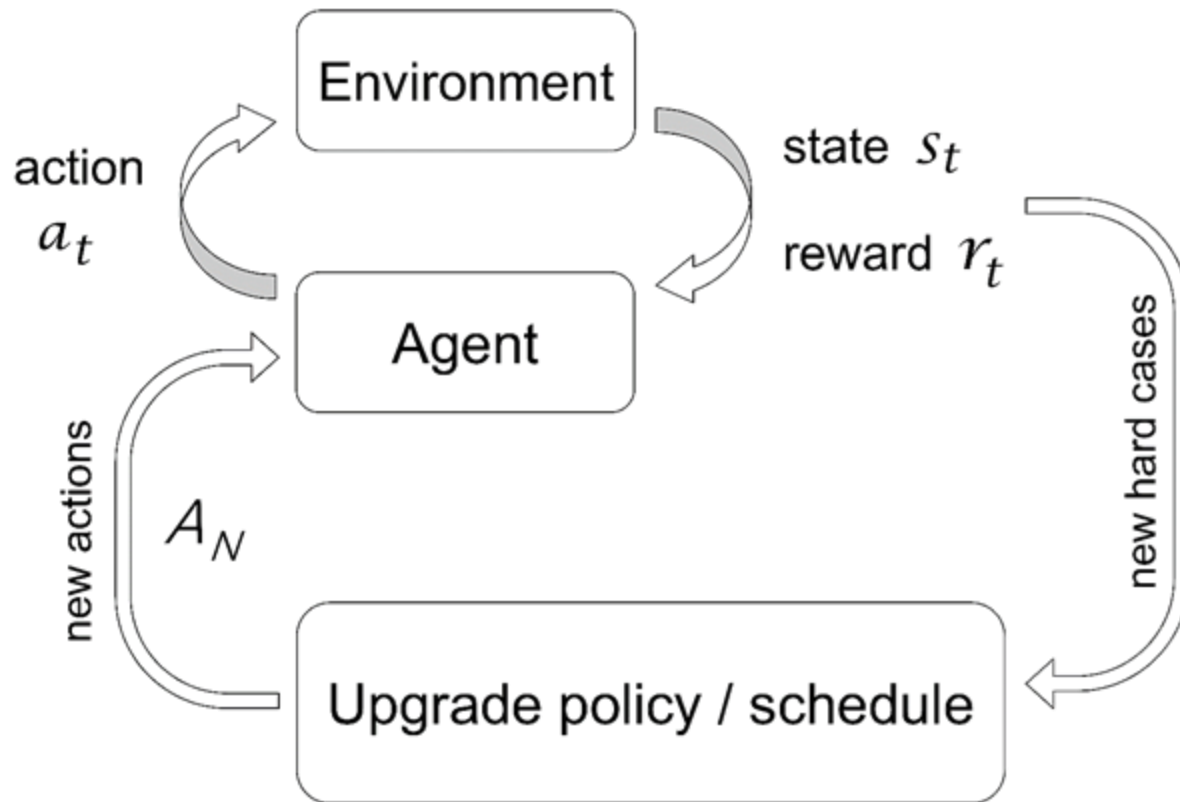 Environment
action
a_t
state s_t
reward r_t
Agent
new actions
A_N
new hard cases
Upgrade policy / schedule